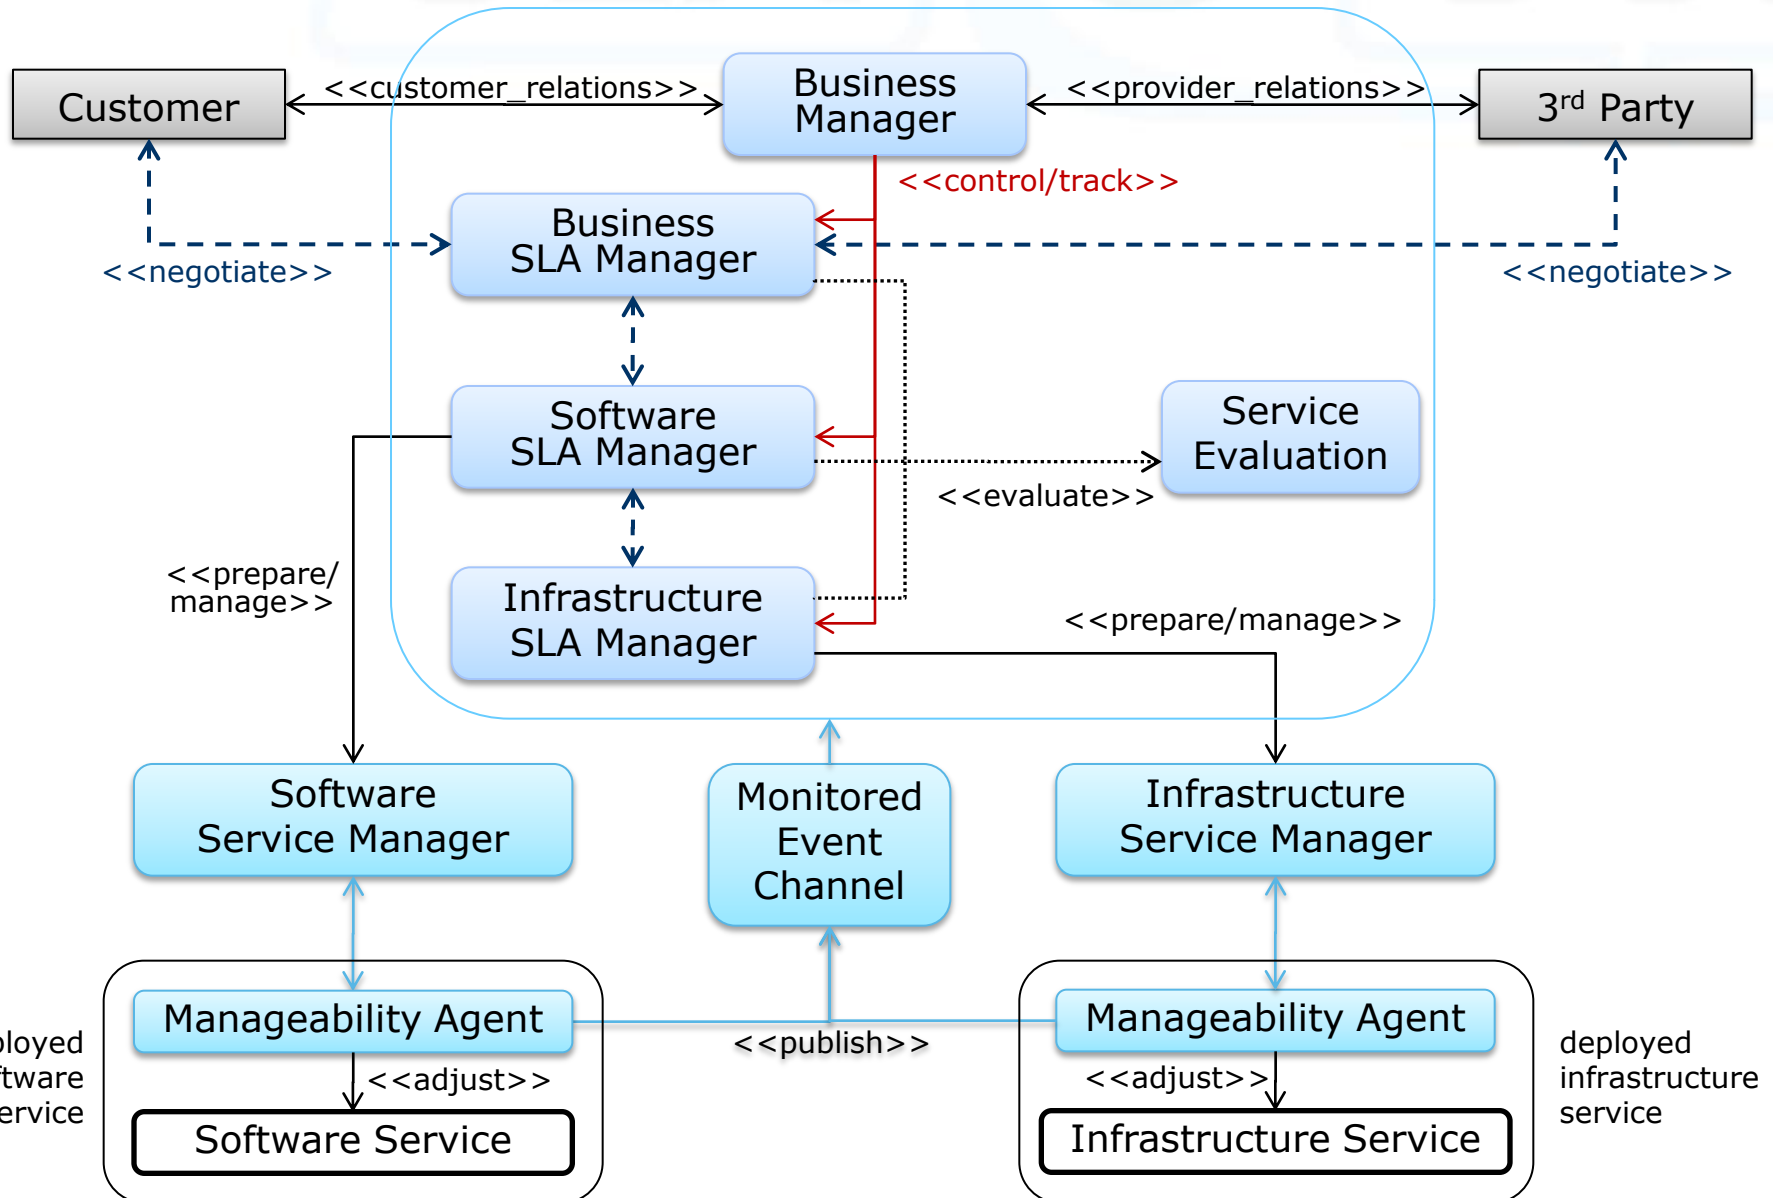 Customer
<<customer_relations>>
Business
Manager
<<provider_relations>>
3rd Party
<<control/track>>
Business
SLA Manager
<<negotiate>>
<<negotiate>>
Software
SLA Manager
Service
Evaluation
<<evaluate>>
<<prepare/
manage>>
Infrastructure
SLA Manager
<<prepare/manage>>
Software
Service Manager
Monitored
Event
Channel
Infrastructure
Service Manager
Manageability Agent
<<publish>>
Manageability Agent
<<adjust>>
<<adjust>>
Software Service
Infrastructure Service
deployed
infrastructure
service